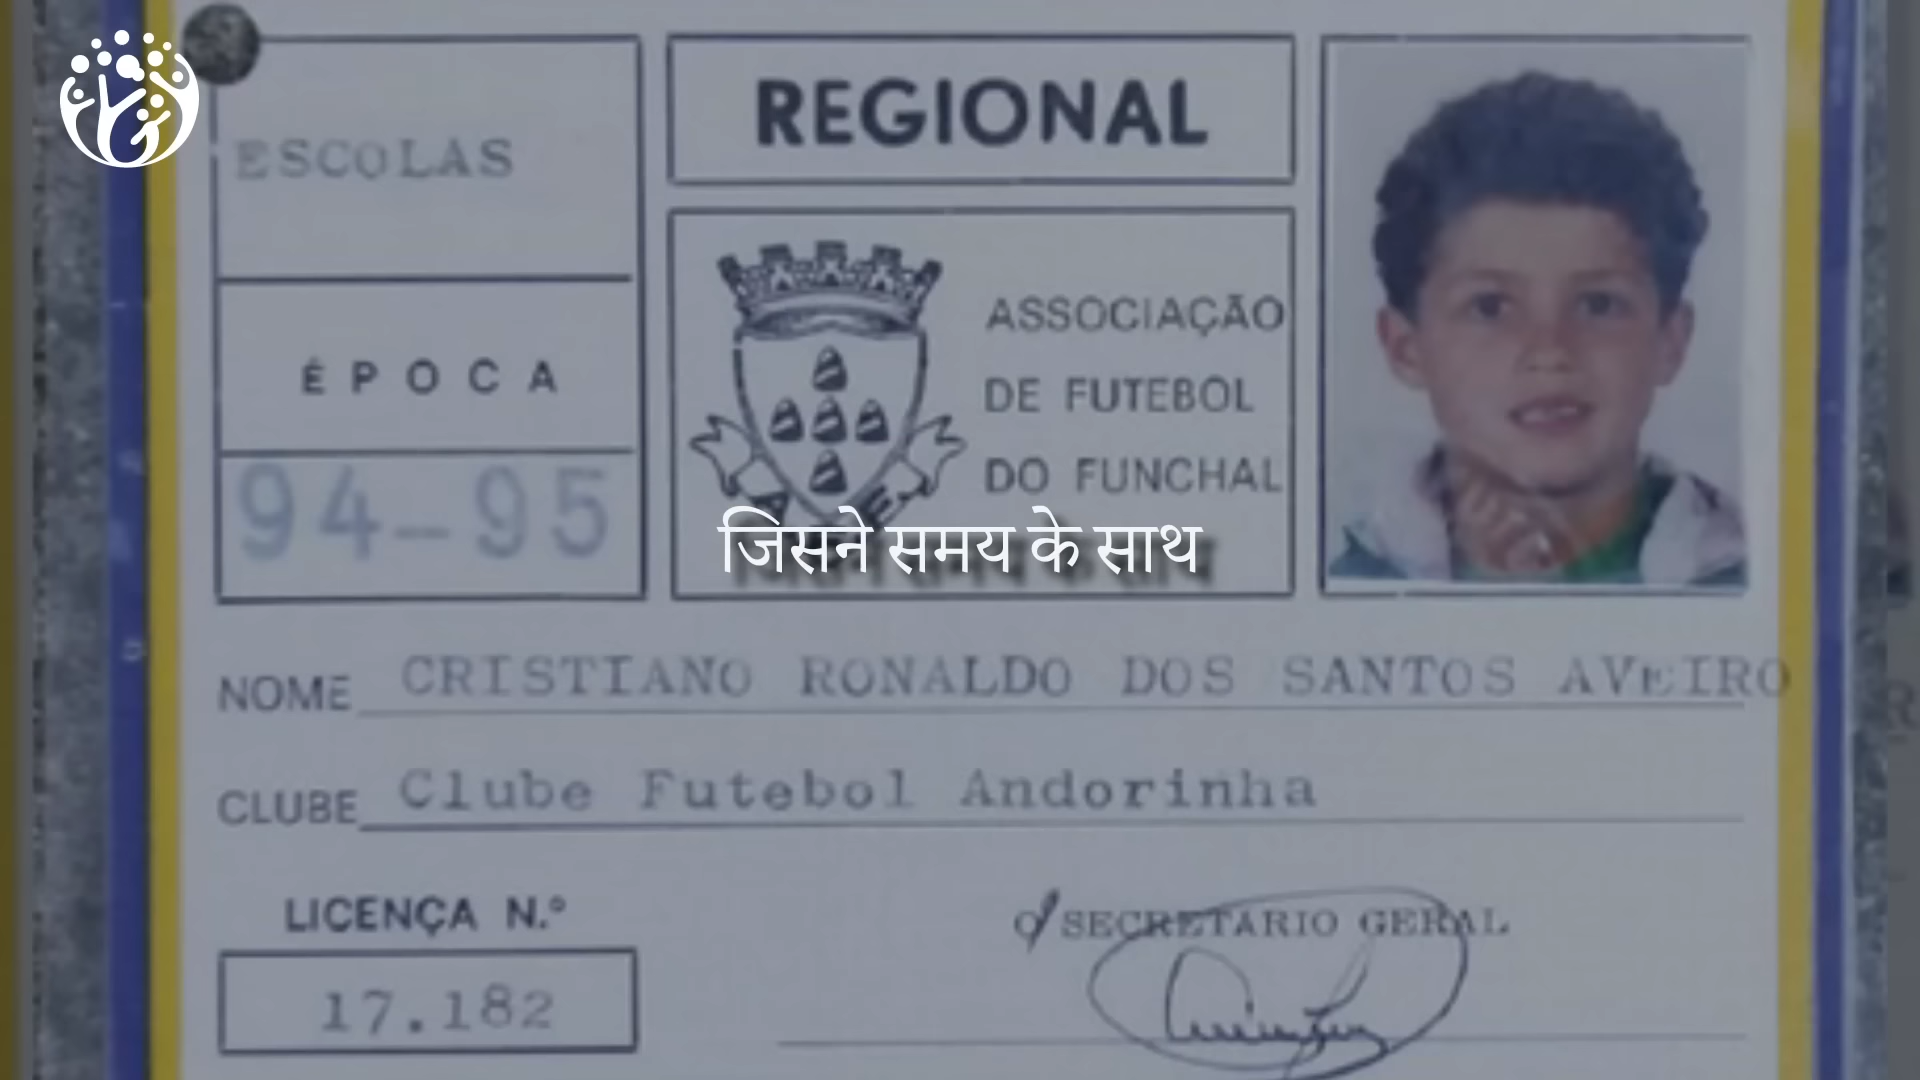 ESCOLAS
REGIONAL
ÉPOCA
94-95
ASSOCIAÇÃO
DE FUTEBOL
DO FUNCHAL
जिसने समय के साथ
NOME CRISTIANO RONALDO DOS SANTOS AVEIRO
CLUBE Clube Futebol Andorinha
LICENÇA N.º
17.182
O SECRETARIO GERAL